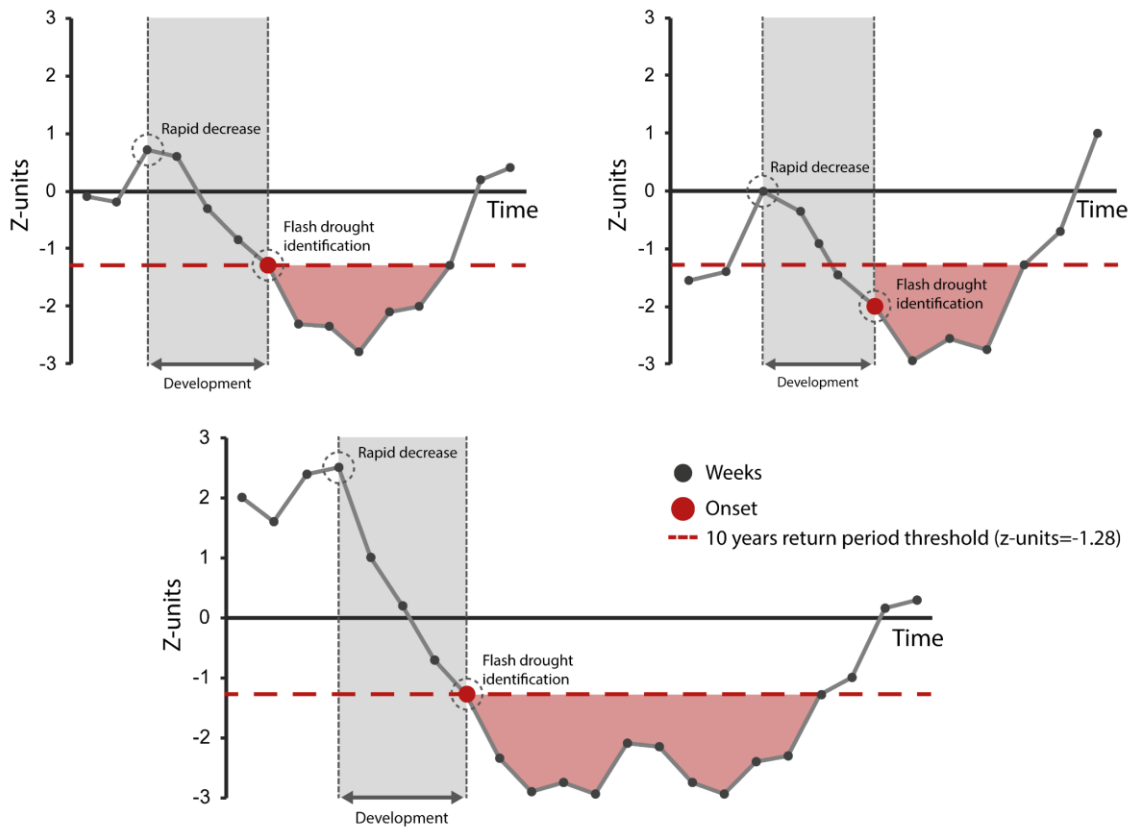 3
2
1
0
-1
-2
-3
Z-units
Rapid decrease
Time
Flash drought
identification
Development
3
2
1
0
-1
-2
-3
Z-units
Rapid decrease
Time
Flash drought
identification
Development
3
2
1
0
-1
-2
-3
Z-units
Rapid decrease
Time
Flash drought
identification
Development
Weeks
Onset
10 years return period threshold (z-units=-1.28)